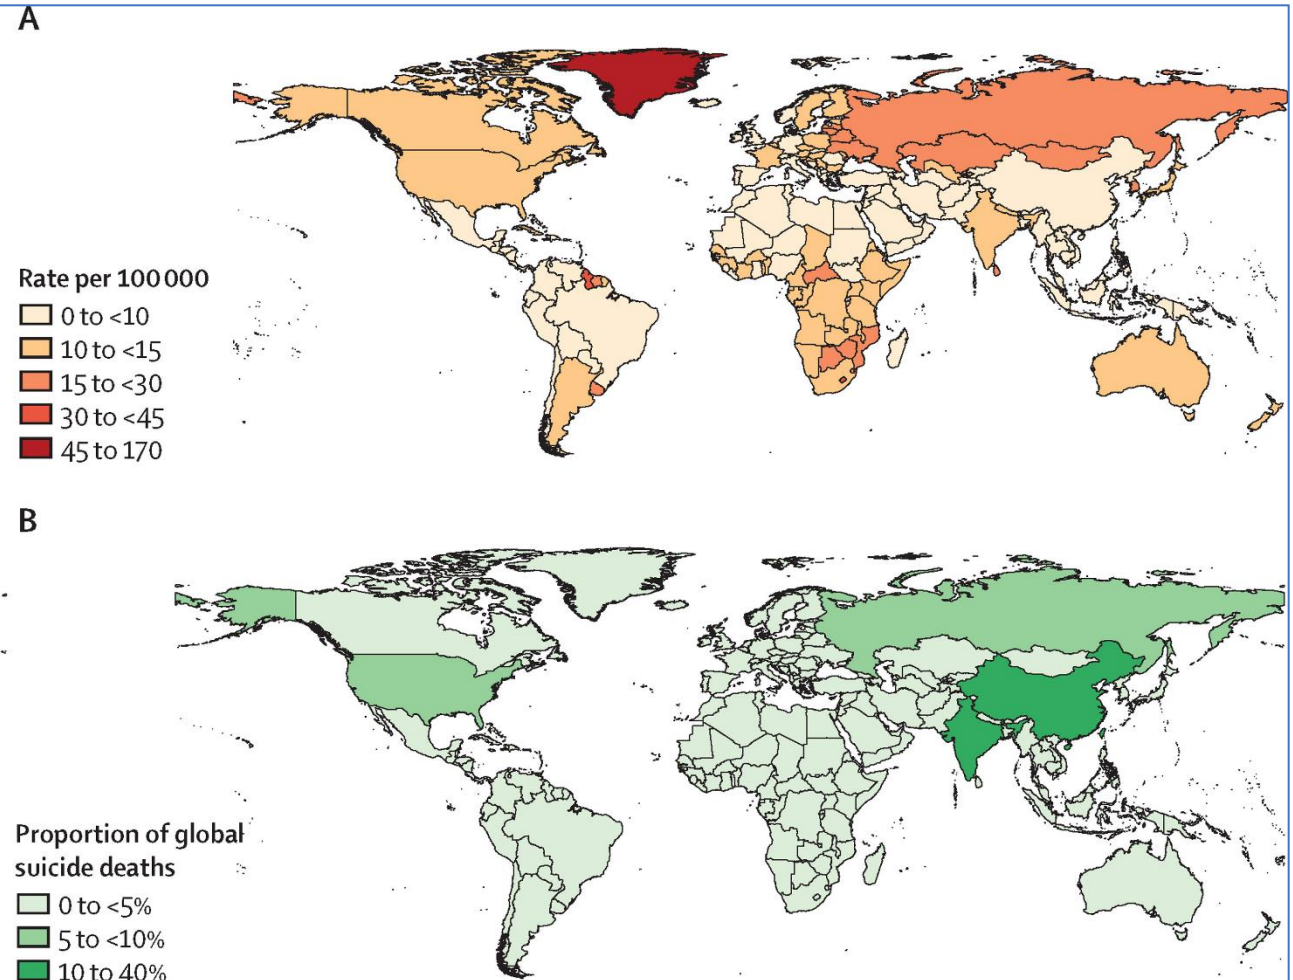 A
Rate per 100 000
0 to <10
10 to <15
15 to <30
30 to <45
45 to 170
B
Proportion of global
suicide deaths
0 to <5%
5 to <10%
10 to 40%